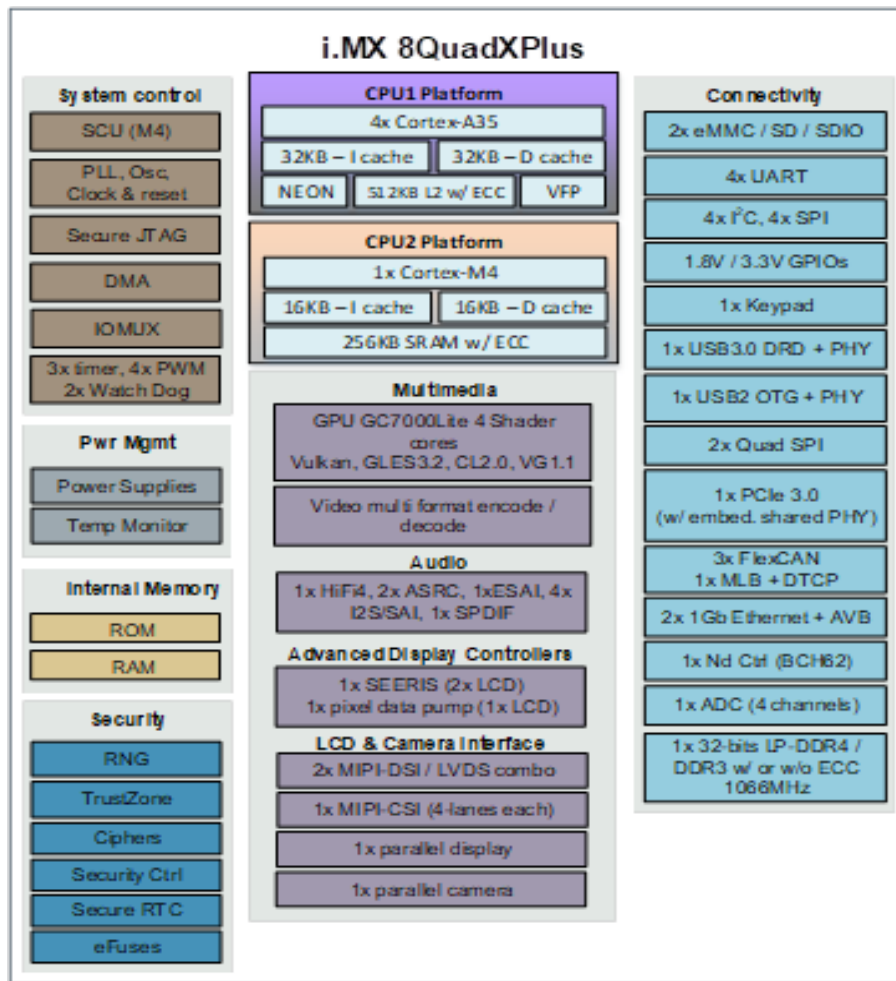 i.MX 8QuadXPlus
System control
SCU (M4)
PLL, Osc,
Clock & reset
Secure JTAG
DMA
IOMUX
3x timer, 4x PWM
2x Watch Dog
Pwr Mgmt
Power Supplies
Temp Monitor
Internal Memory
ROM
RAM
Security
RNG
TrustZone
Ciphers
Security Ctrl
Secure RTC
eFuses
CPU1 Platform
4x Cortex-A35
32KB – I cache 32KB – D cache
NEON 512KB L2 w/ ECC VFP
CPU2 Platform
1x Cortex-M4
16KB – I cache 16KB – D cache
256KB SRAM w/ ECC
Multimedia
GPU GC7000Lite 4 Shader
cores
Vulkan, GLES3.2, CL2.0, VG1.1
Video multi format encode /
decode
Audio
1x HiFi4, 2x ASRC, 1xESAI, 4x
I2S/SAI, 1x SPDIF
Advanced Display Controllers
1x SEERIS (2x LCD)
1x pixel data pump (1x LCD)
LCD & Camera Interface
2x MIPI-DSI / LVDS combo
1x MIPI-CSI (4-lanes each)
1x parallel display
1x parallel camera
Connectivity
2x eMMC / SD / SDIO
4x UART
4x I²C, 4x SPI
1.8V / 3.3V GPIOs
1x Keypad
1x USB3.0 DRD + PHY
1x USB2 OTG + PHY
2x Quad SPI
1x PCIe 3.0
(w/ embed. shared PHY)
3x FlexCAN
1x MLB + DTCP
2x 1Gb Ethernet + AVB
1x Nd Ctrl (BCH62)
1x ADC (4 channels)
1x 32-bits LP-DDR4 /
DDR3 w/ or w/o ECC
1066MHz